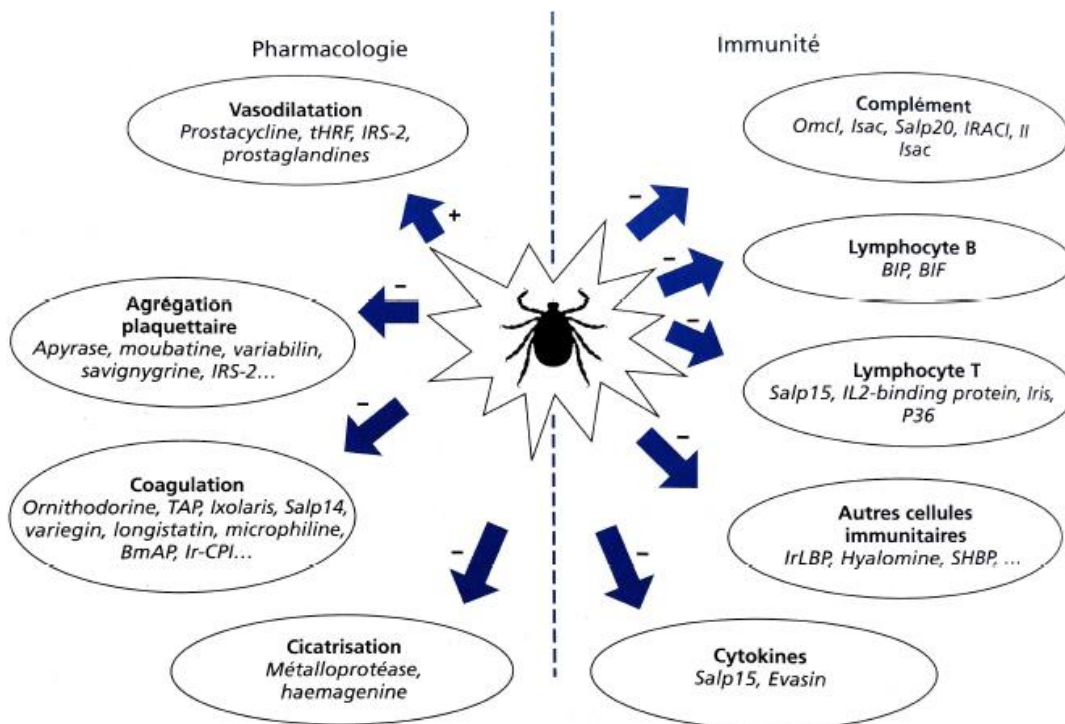 Pharmacologie
Immunité
Vasodilatation
Prostacycline, tHRF, IRS-2,
prostaglandines
+
Agrégation
plaquettaire
Apyrase, moubatine, variabilin,
savignygrine, IRS-2...
–
Coagulation
Ornithodorine, TAP, Ixolaris, Salp14,
variegin, longistatin, microphiline,
BmAP, Ir-CPI...
–
Cicatrisation
Métalloprotéase,
haemagenine
–
Complément
OmcI, Isac, Salp20, IRACI, II
Isac
–
Lymphocyte B
BIP, BIF
–
Lymphocyte T
Salp15, IL2-binding protein, Iris,
P36
–
Autres cellules
immunitaires
IrLBP, Hyalomine, SHBP, ...
–
Cytokines
Salp15, Evasin
–